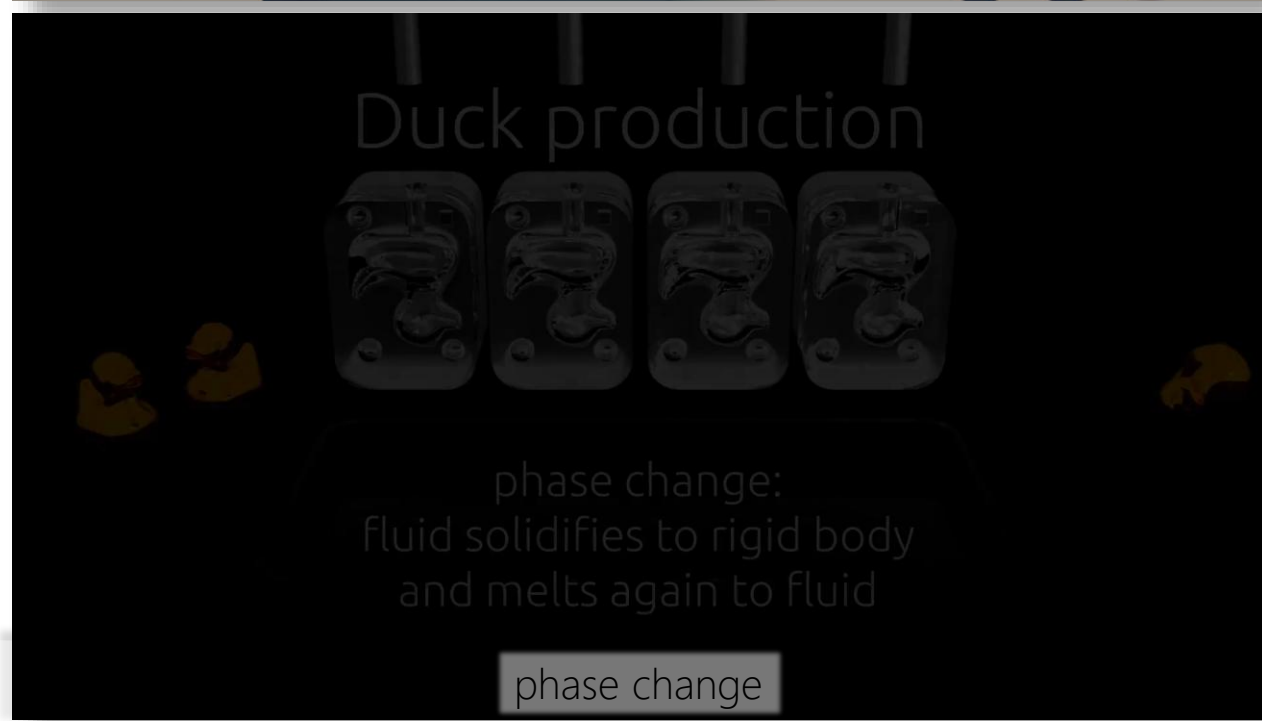 Duck production
phase change:
fluid solidifies to rigid body
and melts again to fluid
phase change